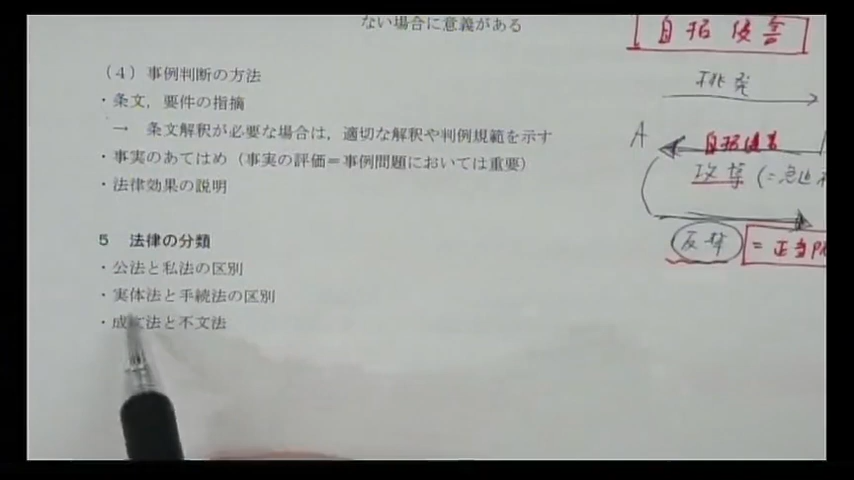 ない場合に意義がある
（4）事例判断の方法
・条文，要件の指摘
→ 条文解釈が必要な場合は，適切な解釈や判例規範を示す
・事実のあてはめ（事実の評価＝事例問題においては重要）
・法律効果の説明
5 法律の分類
・公法と私法の区別
・実体法と手続法の区別
・成文法と不文法
自招侵害
挑発
A
自招侵害
攻撃 (=急迫
反撃 = 正当防